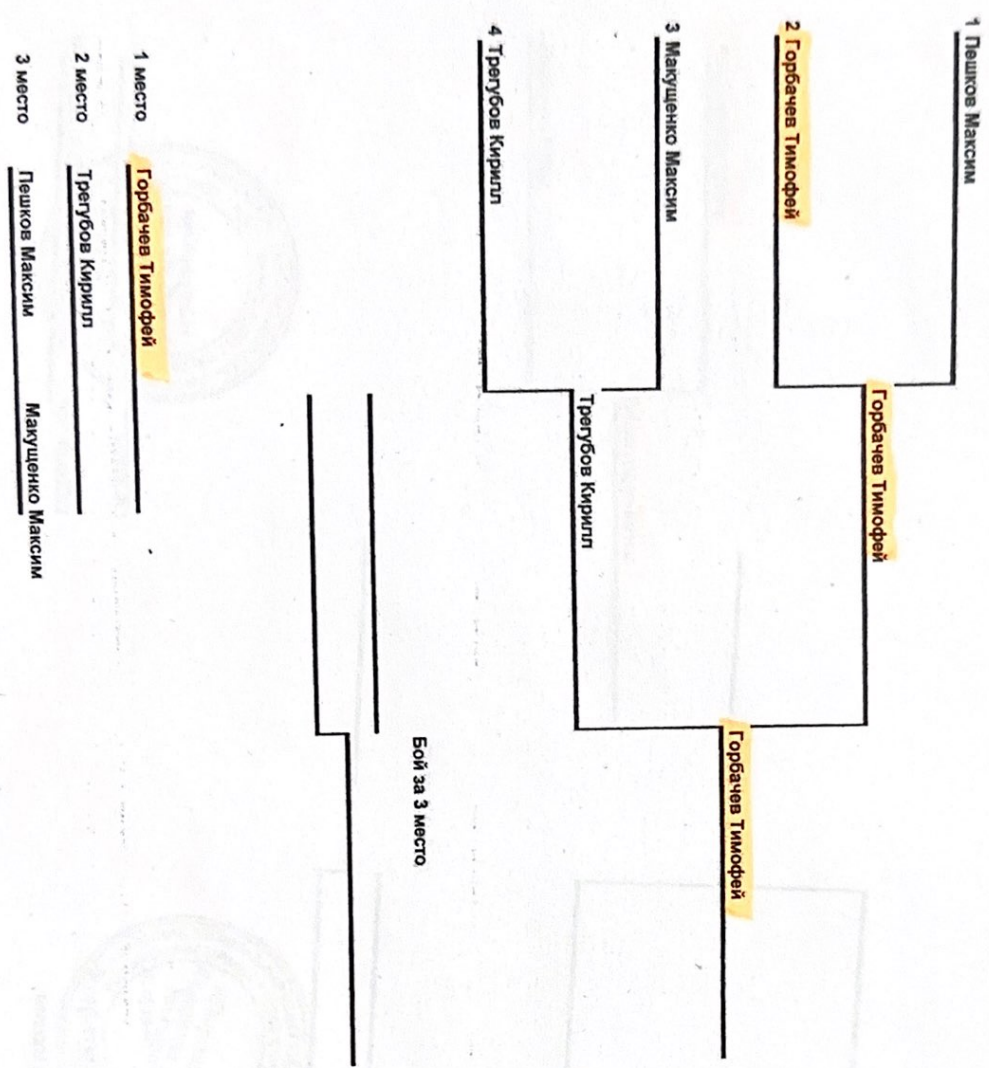 1 Пешков Максим
Горбачев Тимофей
2 Горбачев Тимофей
Горбачев Тимофей
3 Макущенко Максим
Трегубов Кирилл
4 Трегубов Кирилл
Бой за 3 место
1 место Горбачев Тимофей
2 место Трегубов Кирилл
3 место Пешков Максим Макущенко Максим